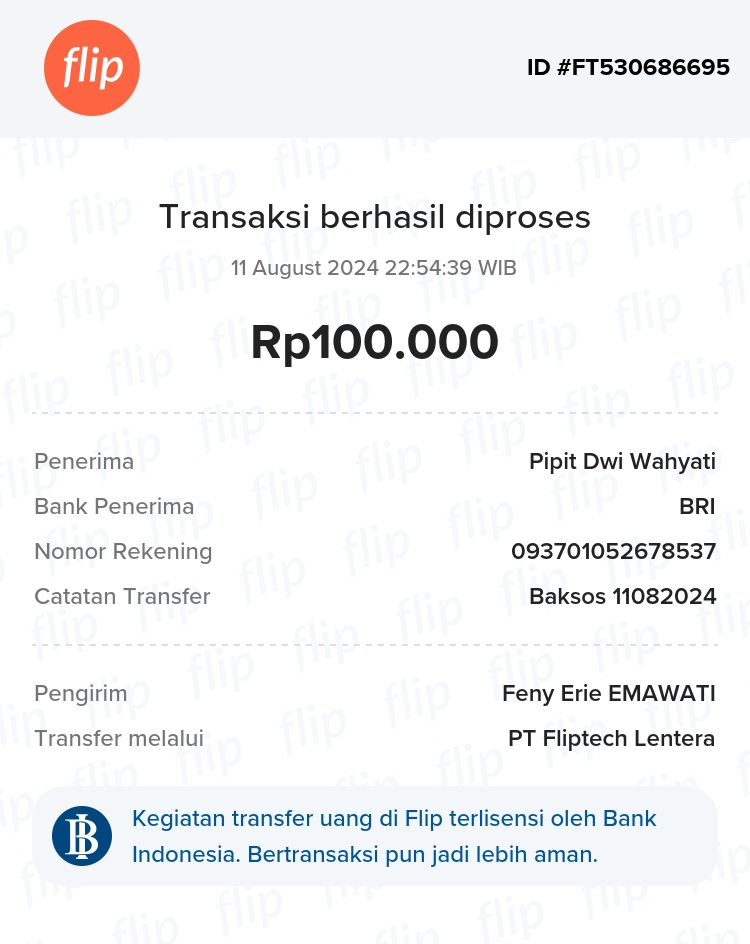 flip
ID #FT530686695
Transaksi berhasil diproses
11 August 2024 22:54:39 WIB
Rp100.000
Penerima Pipit Dwi Wahyati
Bank Penerima BRI
Nomor Rekening 093701052678537
Catatan Transfer Baksos 11082024
Pengirim Feny Erie EMAWATI
Transfer melalui PT Fliptech Lentera
Kegiatan transfer uang di Flip terlisensi oleh Bank
Indonesia. Bertransaksi pun jadi lebih aman.